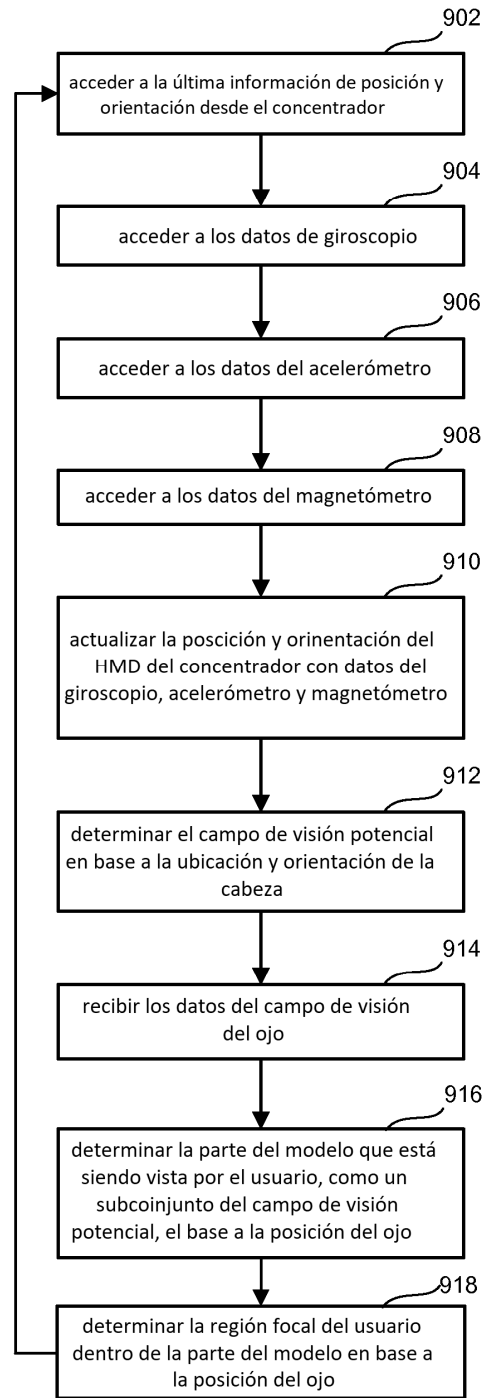 902
acceder a la última información de posición y
orientación desde el concentrador
904
acceder a los datos de giroscopio
906
acceder a los datos del acelerómetro
908
acceder a los datos del magnetómetro
910
actualizar la poscición y orinentación del
HMD del concentrador con datos del
giroscopio, acelerómetro y magnetómetro
912
determinar el campo de visión potencial
en base a la ubicación y orientación de la
cabeza
914
recibir los datos del campo de visión
del ojo
916
determinar la parte del modelo que está
siendo vista por el usuario, como un
subcoinjunto del campo de visión
potencial, el base a la posición del ojo
918
determinar la región focal del usuario
dentro de la parte del modelo en base a
la posición del ojo